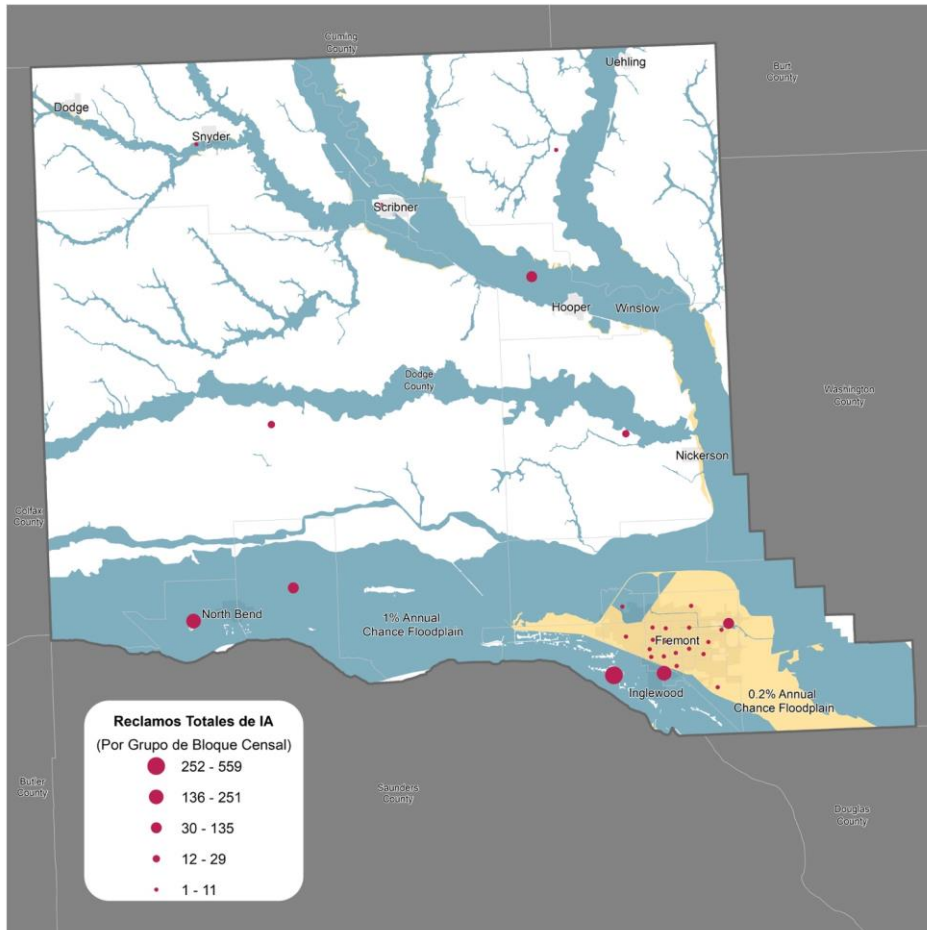 Cuming
County
Burt
County
Uehling
Dodge
Snyder
Scribner
Hooper
Winslow
Dodge
County
Washington
County
Nickerson
Colfax
County
North Bend
1% Annual
Chance Floodplain
Fremont
Inglewood
0.2% Annual
Chance Floodplain
Reclamos Totales de IA
(Por Grupo de Bloque Censal)
252 - 559
136 - 251
30 - 135
12 - 29
1 - 11
Butler
County
Saunders
County
Douglas
County